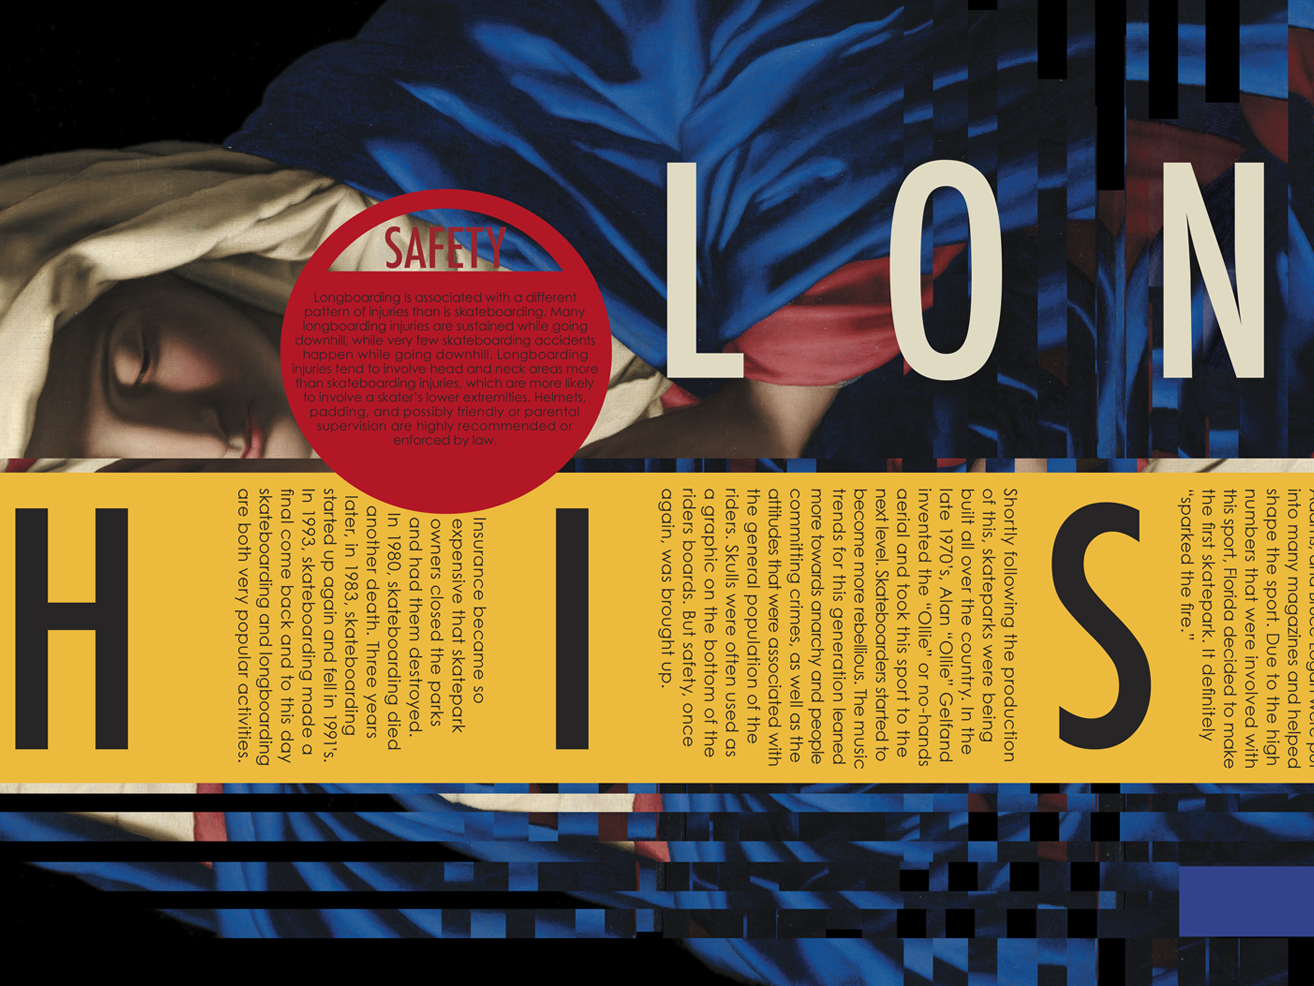 L O N
SAFETY
Longboarding is associated with a different
pattern of injuries than is skateboarding. Many
longboarding injuries are sustained while going
downhill, while very few skateboarding accidents
happen while going downhill. Longboarding
injuries tend to involve head and neck areas more
than skateboarding injuries, which are more likely
to involve a skater's lower extremities. Helmets,
padding, and possibly friendly or parental
supervision are highly recommended or
enforced by law.
H I S
into many magazines and helped
shape the sport. Due to the high
numbers that were involved with
this sport, Florida decided to make
the first skatepark. It definitely
“sparked the fire.”
Shortly following the production
of this, skateparks were being
built all over the country. In the
late 1970's, Alan “Ollie” Gelfand
invented the “Ollie” or no-hands
aerial and took this sport to the
next level. Skateboarders started to
become more rebellious. The music
trends for this generation leaned
more towards anarchy and people
committing crimes, as well as the
attitudes that were associated with
the general population of the
riders. Skulls were often used as
a graphic on the bottom of the
riders boards. But safety, once
again, was brought up.
Insurance became so
expensive that skatepark
owners closed the parks
and had them destroyed.
In 1980, skateboarding died
another death. Three years
later, in 1983, skateboarding
started up again and fell in 1991's.
In 1993, skateboarding made a
final come back and to this day
skateboarding and longboarding
are both very popular activities.